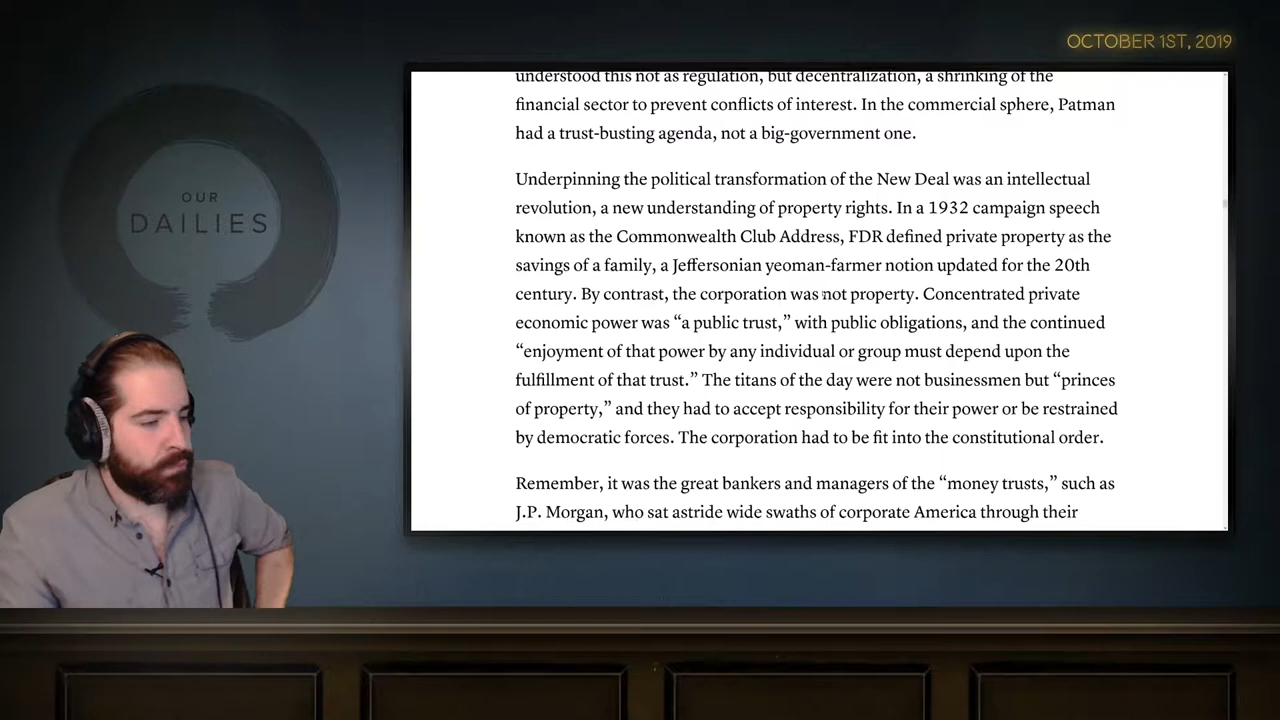 OCTOBER 1ST, 2019
OUR
DAILIES
understood this not as regulation, but decentralization, a shrinking of the
financial sector to prevent conflicts of interest. In the commercial sphere, Patman
had a trust-busting agenda, not a big-government one.
Underpinning the political transformation of the New Deal was an intellectual
revolution, a new understanding of property rights. In a 1932 campaign speech
known as the Commonwealth Club Address, FDR defined private property as the
savings of a family, a Jeffersonian yeoman-farmer notion updated for the 20th
century. By contrast, the corporation was not property. Concentrated private
economic power was “a public trust,” with public obligations, and the continued
“enjoyment of that power by any individual or group must depend upon the
fulfillment of that trust.” The titans of the day were not businessmen but “princes
of property,” and they had to accept responsibility for their power or be restrained
by democratic forces. The corporation had to be fit into the constitutional order.
Remember, it was the great bankers and managers of the “money trusts,” such as
J.P. Morgan, who sat astride wide swaths of corporate America through their